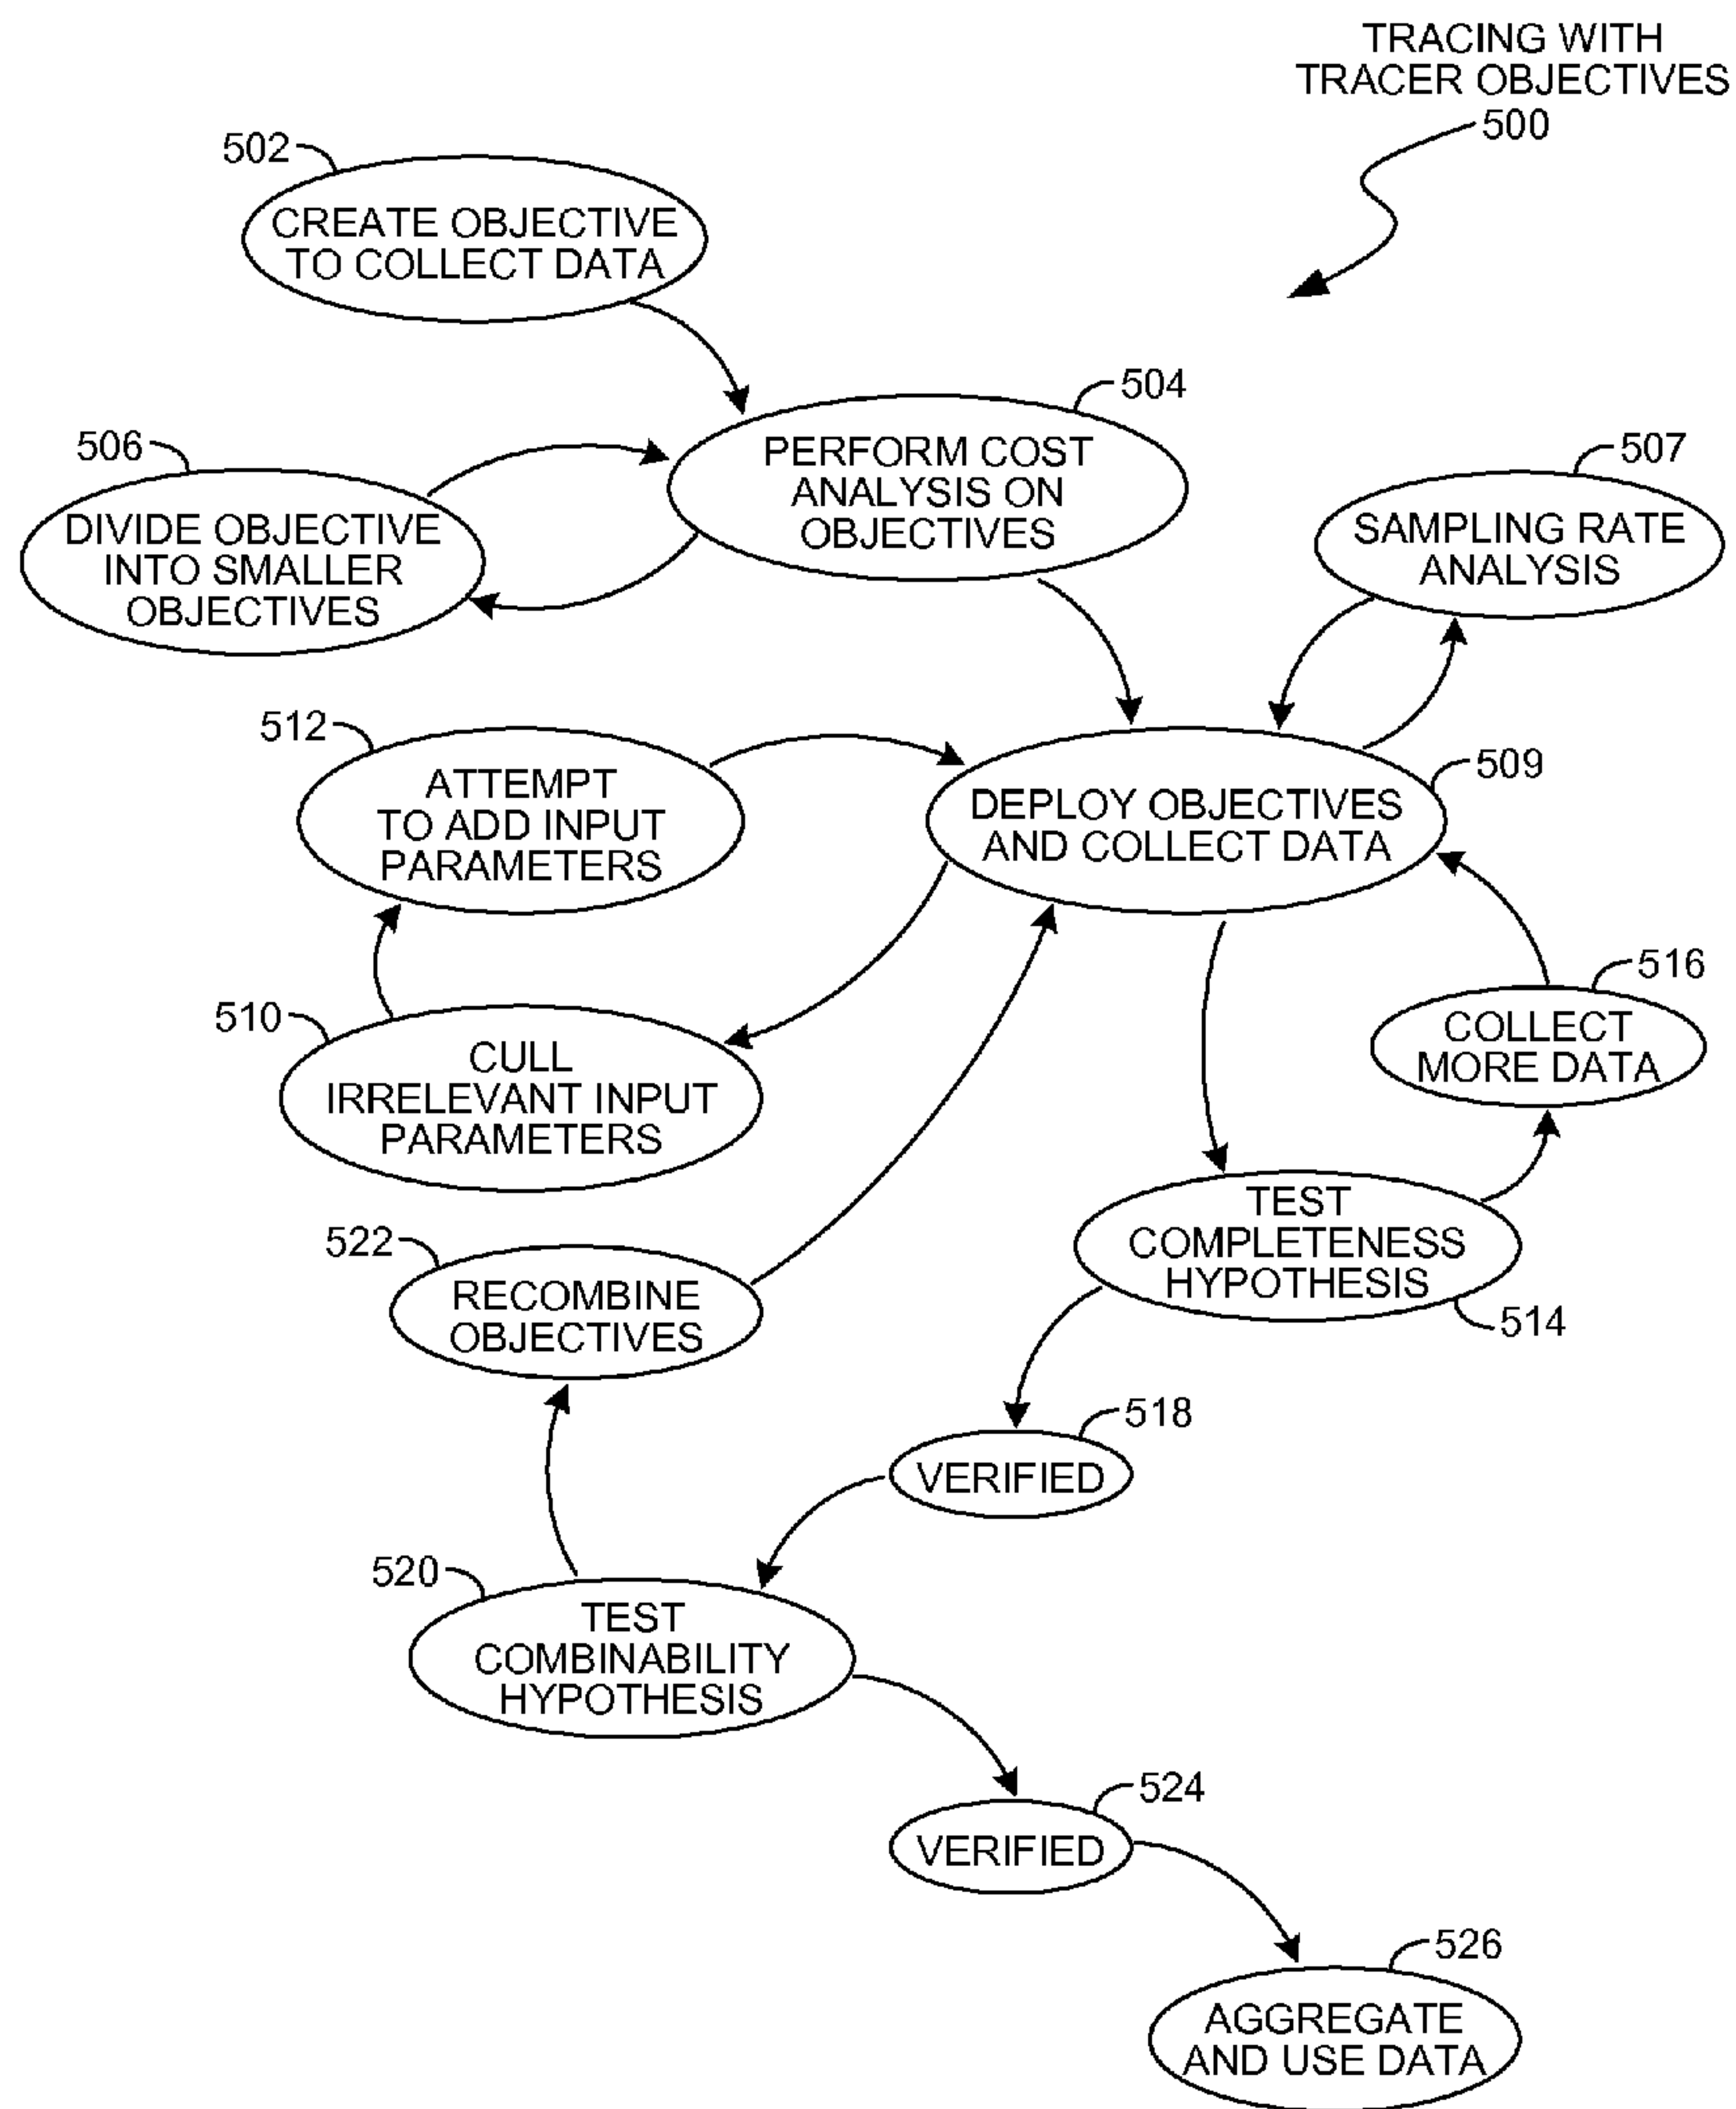 TRACING WITH
TRACER OBJECTIVES
500
502
CREATE OBJECTIVE
TO COLLECT DATA
504
PERFORM COST
ANALYSIS ON
OBJECTIVES
506
DIVIDE OBJECTIVE
INTO SMALLER
OBJECTIVES
507
SAMPLING RATE
ANALYSIS
512
ATTEMPT
TO ADD INPUT
PARAMETERS
509
DEPLOY OBJECTIVES
AND COLLECT DATA
516
COLLECT
MORE DATA
510
CULL
IRRELEVANT INPUT
PARAMETERS
TEST
COMPLETENESS
HYPOTHESIS
514
522
RECOMBINE
OBJECTIVES
518
VERIFIED
520
TEST
COMBINABILITY
HYPOTHESIS
524
VERIFIED
526
AGGREGATE
AND USE DATA